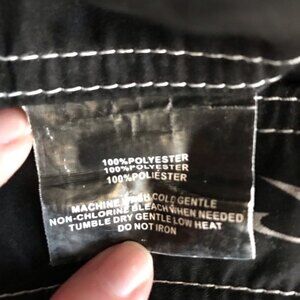 100%POLYESTER
100%POLYESTER
100%POLIESTER
MACHINE WASH COLD GENTLE
NON-CHLORINE BLEACH WHEN NEEDED
TUMBLE DRY GENTLE LOW HEAT
DO NOT IRON